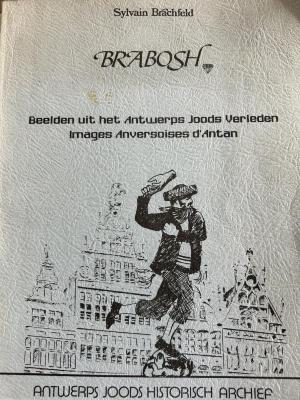 Sylvain Brachfeld
BRABOSH
Beelden uit het Antwerps Joods Verleden
Images Anversoises d'Antan
ANTWERPS JOODS HISTORISCH ARCHIEF